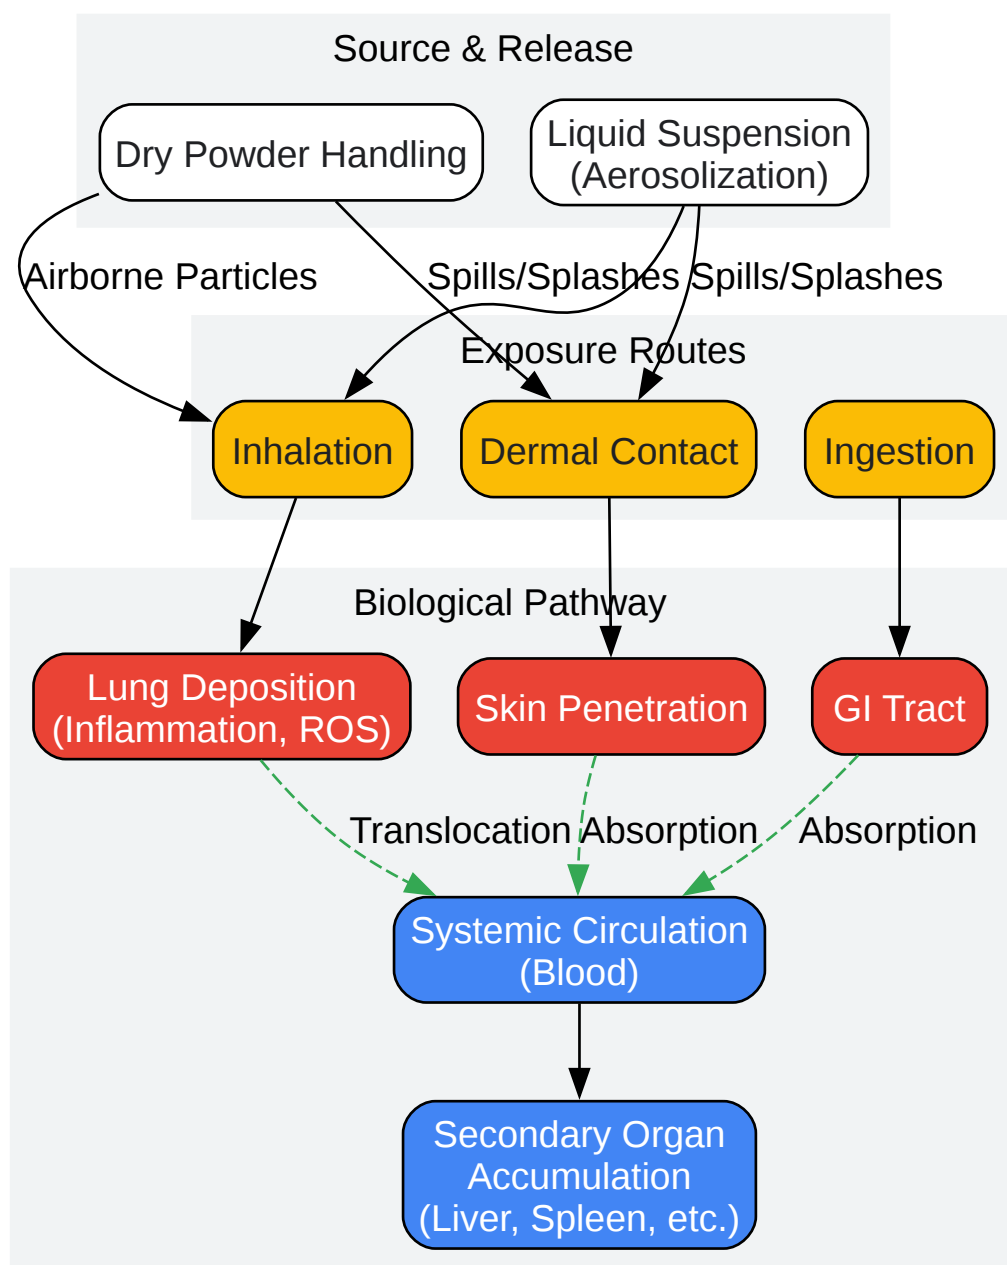 Source & Release
Dry Powder Handling
Liquid Suspension
(Aerosolization)
Airborne Particles
Spills/Splashes
Spills/Splashes
Exposure Routes
Inhalation
Dermal Contact
Ingestion
Biological Pathway
Lung Deposition
(Inflammation, ROS)
Skin Penetration
GI Tract
Translocation
Absorption
Absorption
Systemic Circulation
(Blood)
Secondary Organ
Accumulation
(Liver, Spleen, etc.)